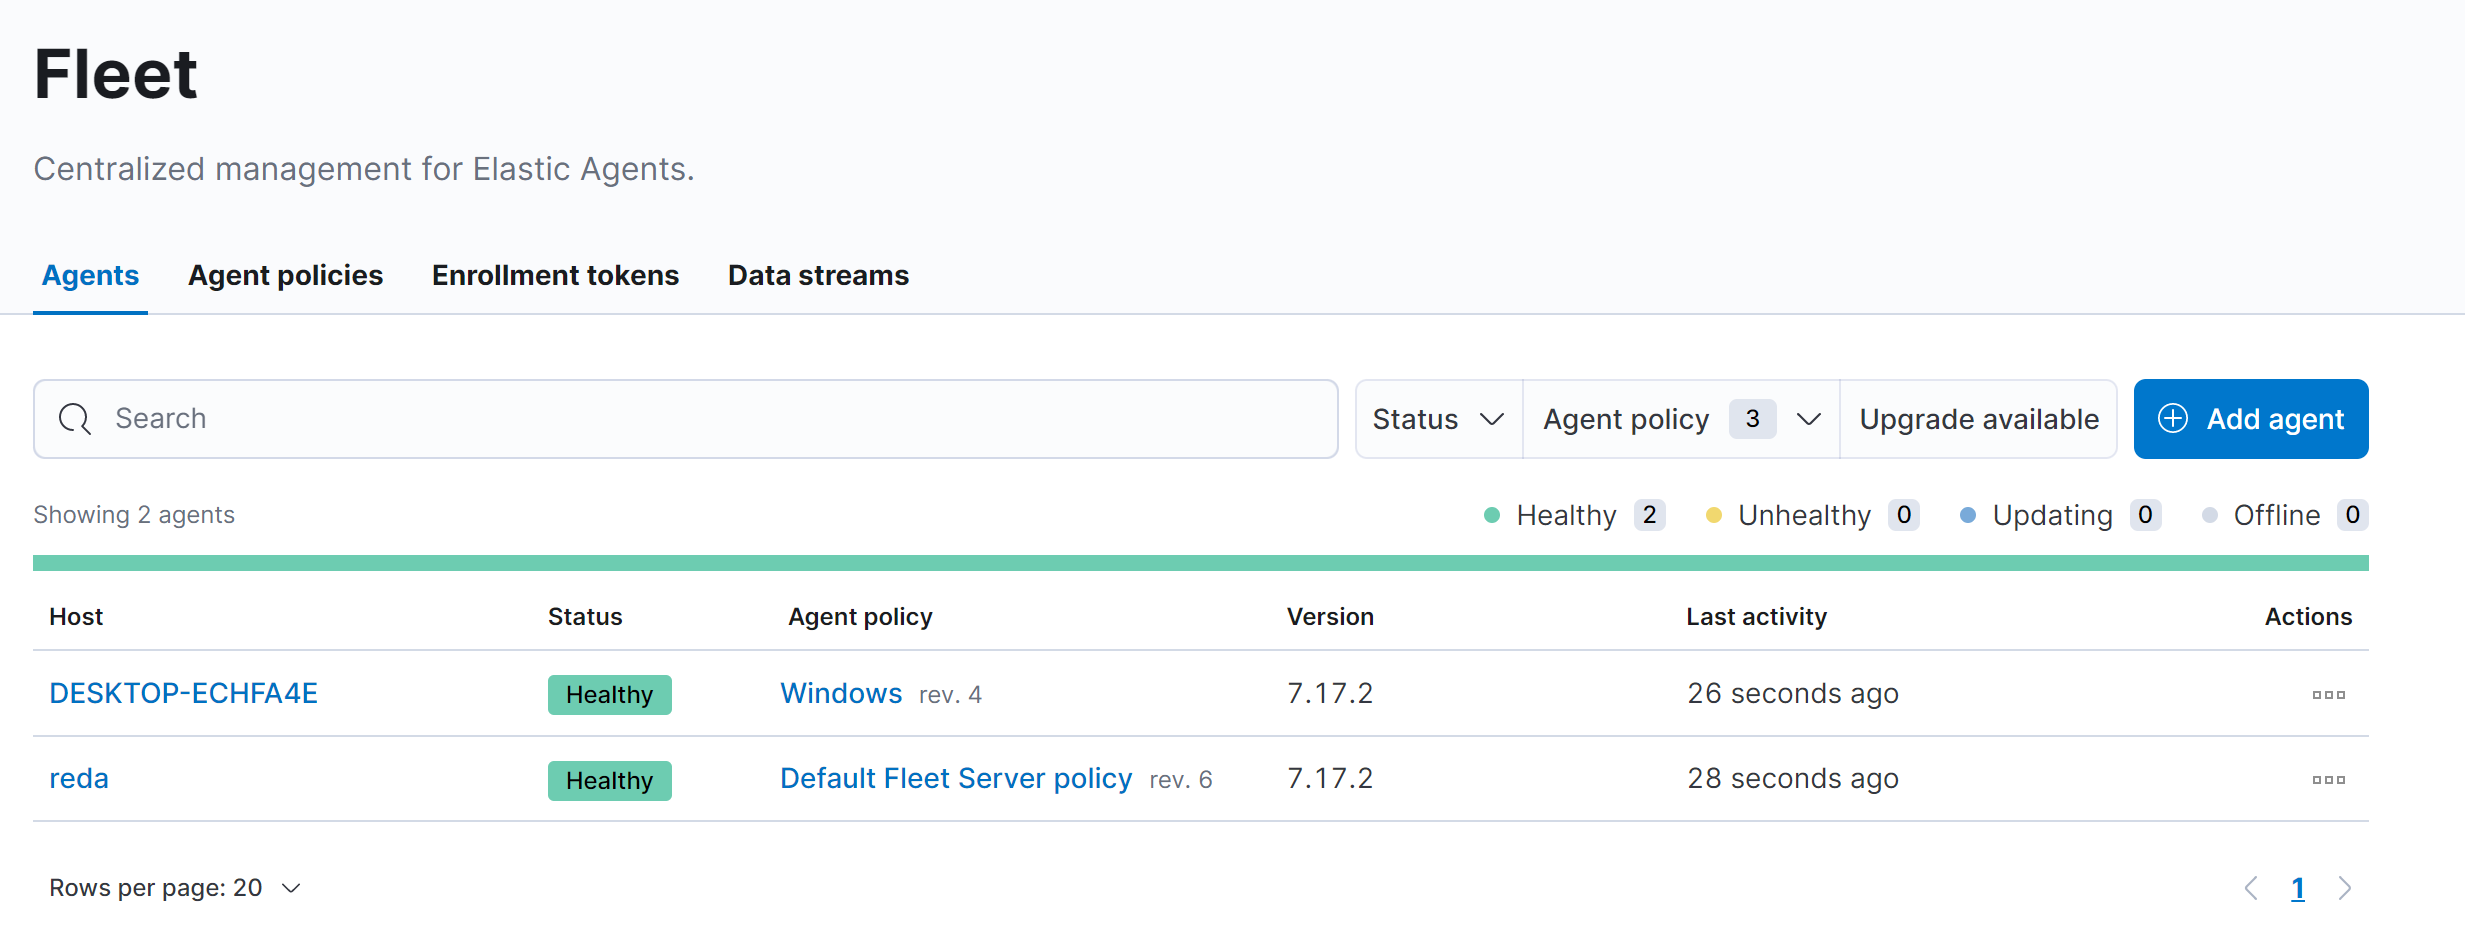 Fleet
Centralized management for Elastic Agents.
Agents Agent policies Enrollment tokens Data streams
Search Status Agent policy 3 Upgrade available Add agent
Showing 2 agents Healthy 2 Unhealthy 0 Updating 0 Offline 0
Host Status Agent policy Version Last activity Actions
DESKTOP-ECHFA4E Healthy Windows rev. 4 7.17.2 26 seconds ago
reda Healthy Default Fleet Server policy rev. 6 7.17.2 28 seconds ago
Rows per page: 20 1